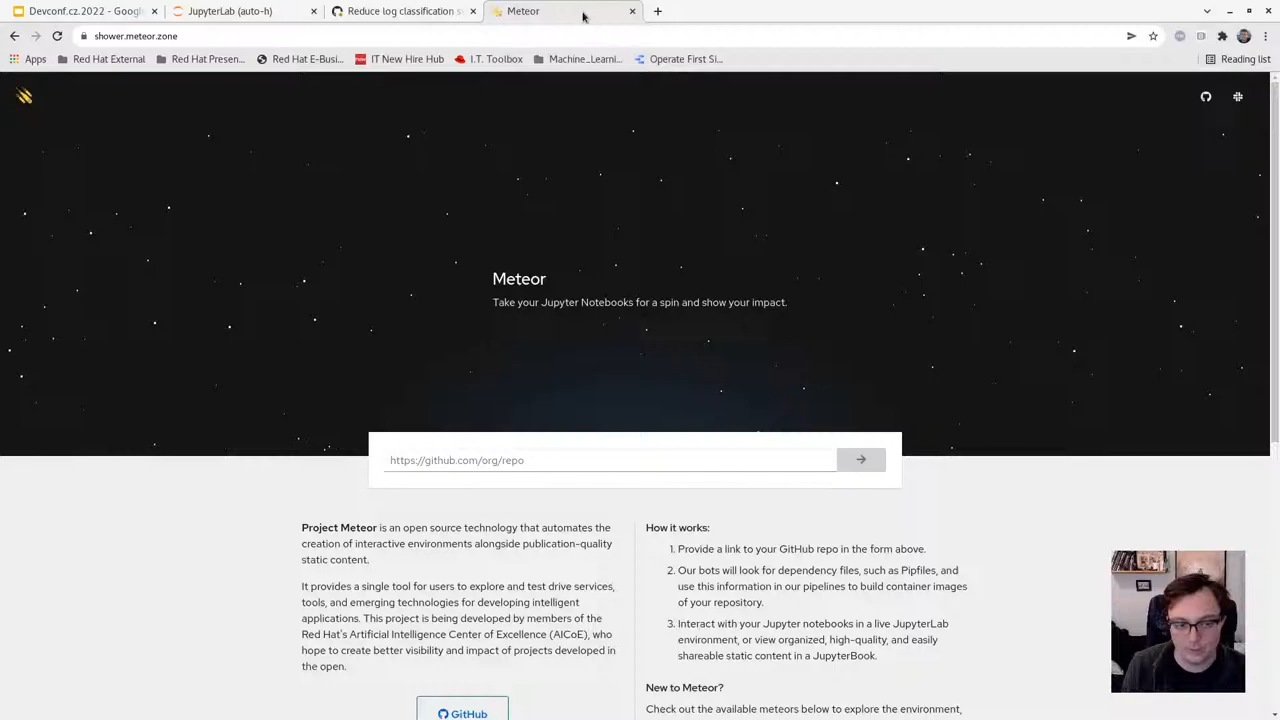 Devconf.cz.2022 - Google
JupyterLab (auto-h)
Reduce log classification s
Meteor
shower.meteor.zone
Apps
Red Hat External
Red Hat Presen...
Red Hat E-Busi...
IT New Hire Hub
I.T. Toolbox
Machine_Learni...
Operate First Si...
Reading list
Meteor
Take your Jupyter Notebooks for a spin and show your impact.
https://github.com/org/repo
Project Meteor is an open source technology that automates the
creation of interactive environments alongside publication-quality
static content.
It provides a single tool for users to explore and test drive services,
tools, and emerging technologies for developing intelligent
applications. This project is being developed by members of the
Red Hat's Artificial Intelligence Center of Excellence (AICoE), who
hope to create better visibility and impact of projects developed in
the open.
GitHub
How it works:
1. Provide a link to your GitHub repo in the form above.
2. Our bots will look for dependency files, such as Pipfiles, and
use this information in our pipelines to build container images
of your repository.
3. Interact with your Jupyter notebooks in a live JupyterLab
environment, or view organized, high-quality, and easily
shareable static content in a JupyterBook.
New to Meteor?
Check out the available meteors below to explore the environment,